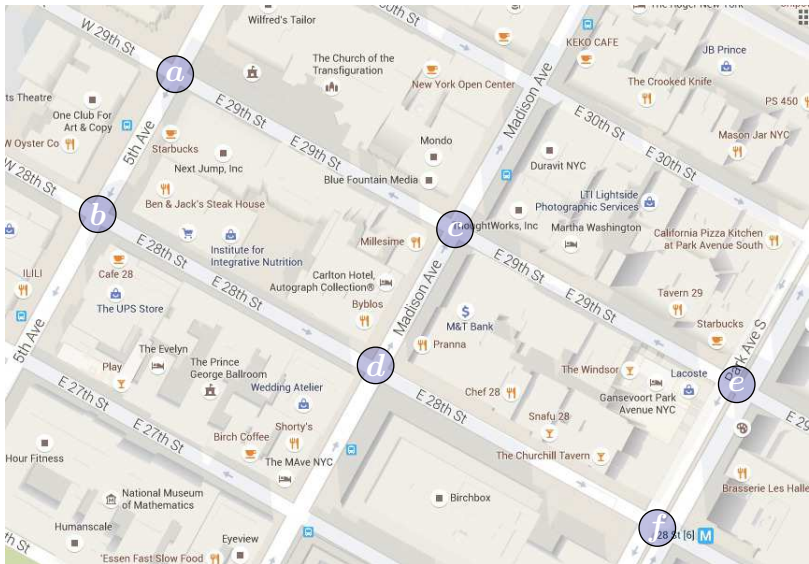 Wilfred's Tailor
W 29th St
KEKO CAFE
JB Prince
The Church of the
Transfiguration
New York Open Center
The Crooked Knife
PS 450
a
Madison Ave
E 29th St
E 30th St
One Club For
Art & Copy
5th Ave
Starbucks
Mason Jar NYC
E 29th St
Mondo
Duravit NYC
E 30th St
Next Jump, Inc
Blue Fountain Media
W 28th St
Ben & Jack's Steak House
LTI Lightside
Photographic Services
b
c
ThoughtWorks, Inc
Martha Washington
California Pizza Kitchen
at Park Avenue South
Millesime
E 28th St
Institute for
Integrative Nutrition
ILILI
Cafe 28
Carlton Hotel,
Autograph Collection®
E 29th St
The UPS Store
E 28th St
Byblos
Madison Ave
Tavern 29
M&T Bank
E 29th St
Starbucks
5th Ave
Pranna
Play
The Evelyn
The Prince
George Ballroom
d
The Windsor
Lacoste
Park Ave S
e
Wedding Atelier
Gansevoort Park
Avenue NYC
E 27th St
Chef 28
E 28th St
Snafu 28
Shorty's
Birch Coffee
E 27th St
Hour Fitness
The MAve NYC
The Churchill Tavern
Brasserie Les Halles
National Museum
of Mathematics
Birchbox
f
Humanscale
Eyeview
28 St [6] M
'Essen Fast Slow Food